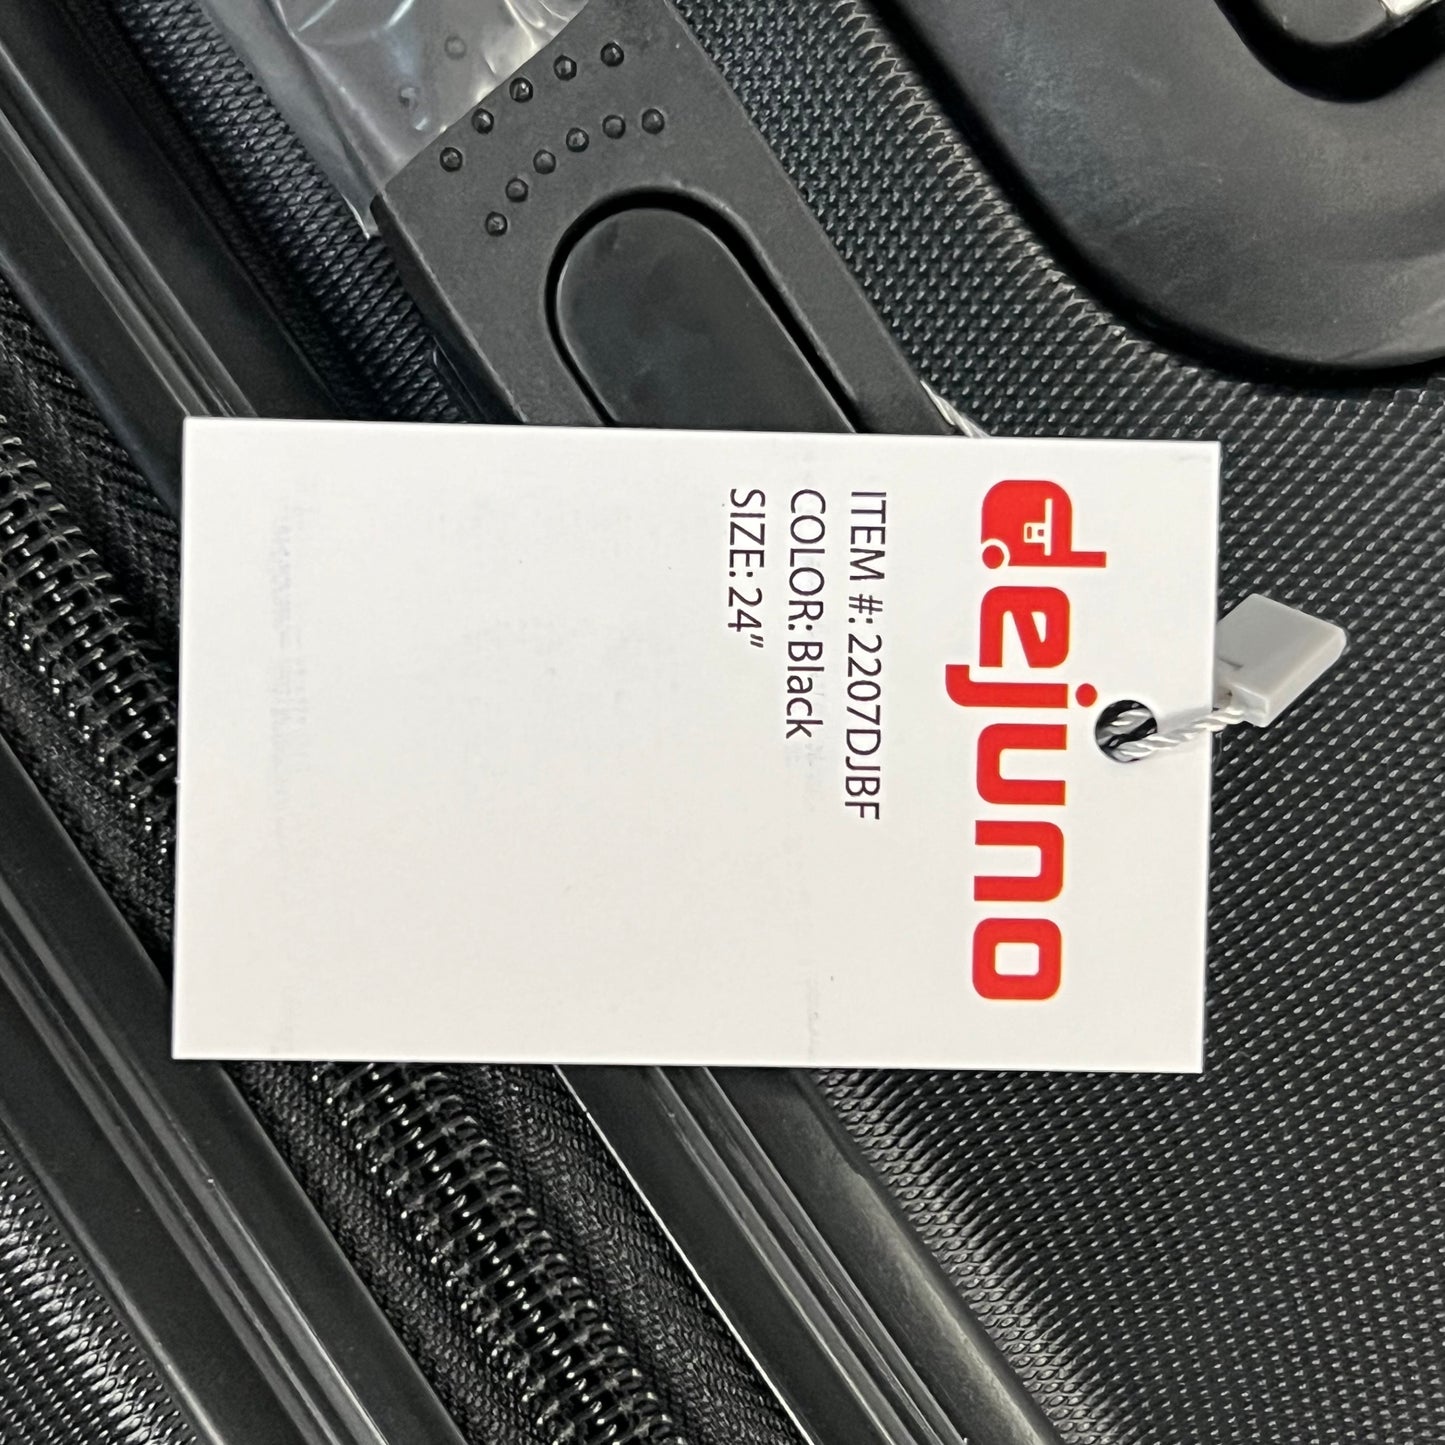 dejuno
ITEM #: 2207DJBF
COLOR: Black
SIZE: 24"